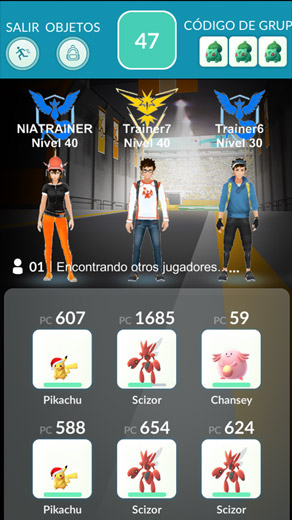 SALIR OBJETOS
47
CÓDIGO DE GRUP
NIATRAINER
Nivel 40
Trainer7
Nivel 40
Trainer6
Nivel 30
01 | Encontrando otros jugadores......
PC 607
PC 1685
PC 59
Pikachu
Scizor
Chansey
PC 588
PC 654
PC 624
Pikachu
Scizor
Scizor